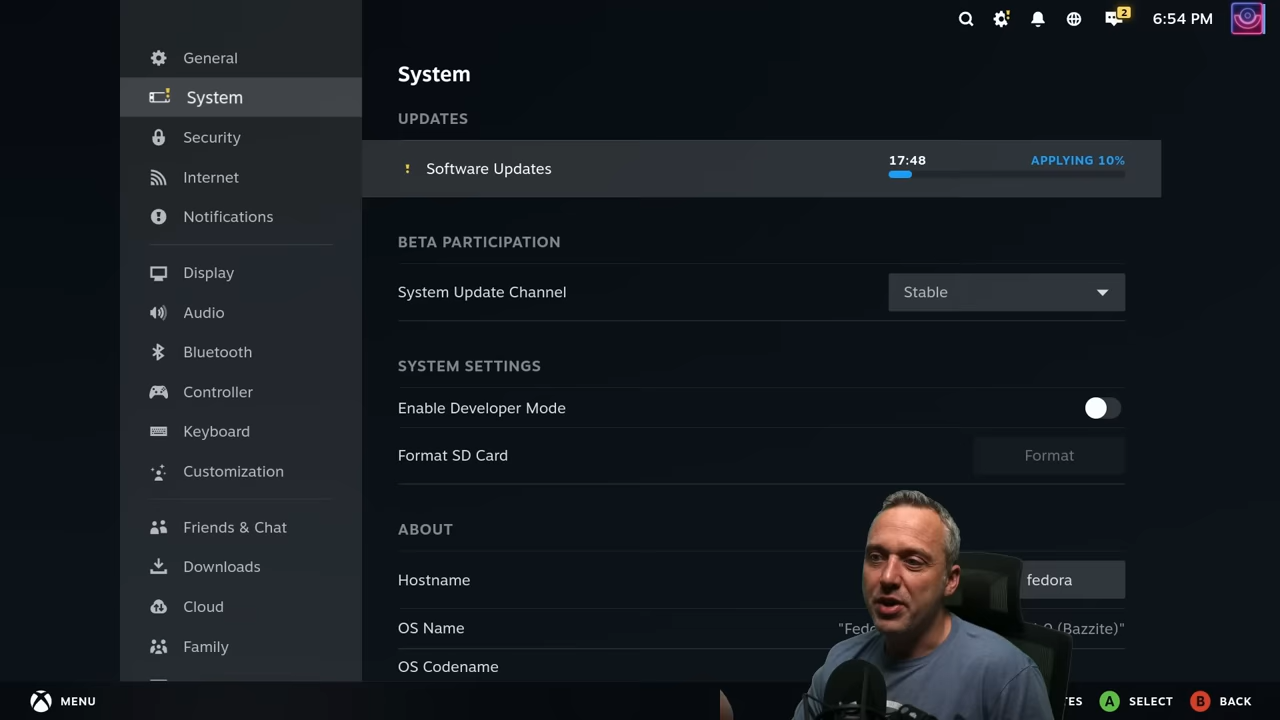 2
6:54 PM
General
System
Security
Internet
Notifications
Display
Audio
Bluetooth
Controller
Keyboard
Customization
Friends & Chat
Downloads
Cloud
Family
System
UPDATES
Software Updates
17:48
APPLYING 10%
BETA PARTICIPATION
System Update Channel
Stable
SYSTEM SETTINGS
Enable Developer Mode
Format SD Card
Format
ABOUT
Hostname
fedora
OS Name
(Bazzite)"
OS Codename
MENU
SELECT
BACK